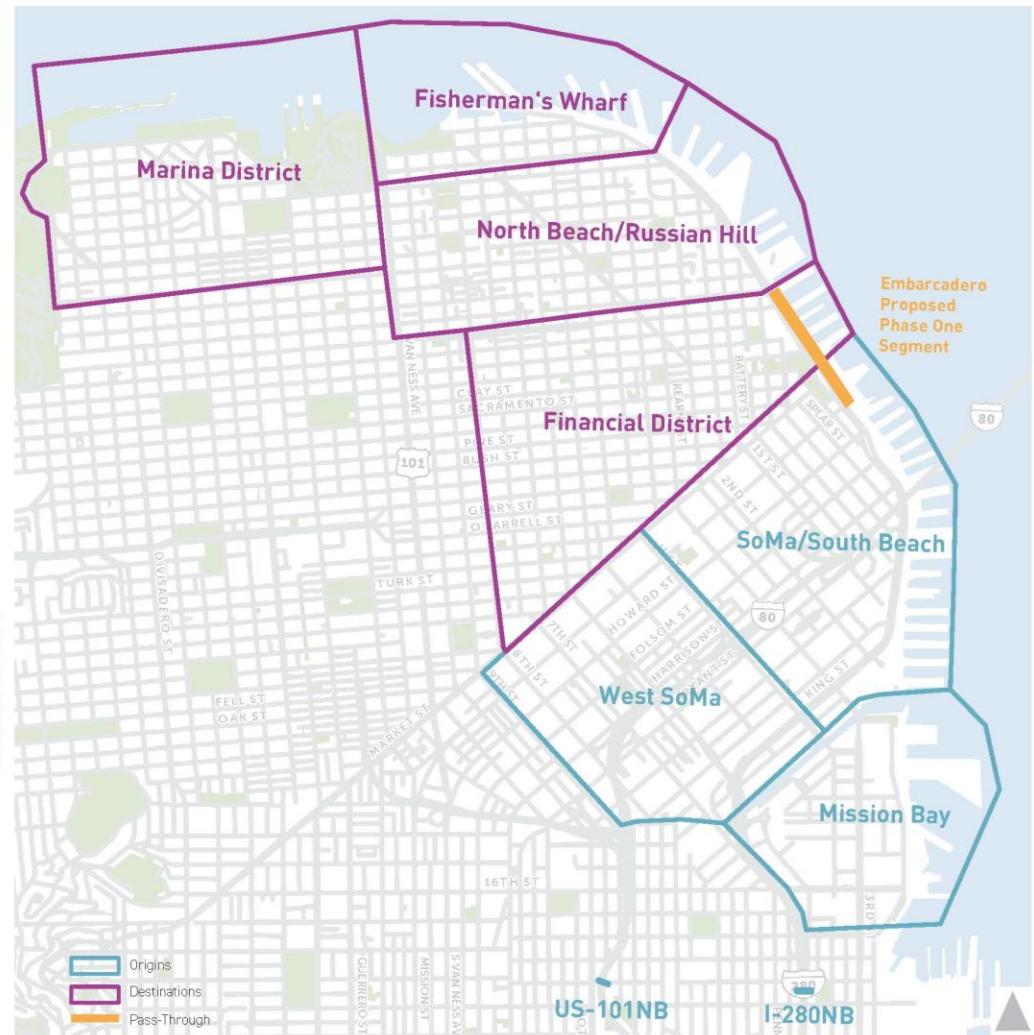 Fisherman's Wharf
Marina District
North Beach/Russian Hill
Embarcadero
Proposed
Phase One
Segment
VAN NESS AVE
CLAY ST
SACRAMENTO ST
KEARNY ST
BATTERY ST
SPEAR ST
80
Financial District
PINE ST
BUSH ST
101
1ST ST
2ND ST
GEARY ST
O'FARRELL ST
SoMa/South Beach
DIVISADERO ST
TURK ST
HOWARD ST
FOLSOM ST
HARRISON ST
BRYANT ST
80
7TH ST
8TH ST
9TH ST
KING ST
West SoMa
FELL ST
OAK ST
MARKET ST
Mission Bay
16TH ST
3RD ST
GUERRERO ST
MISSION ST
S VAN NESS AVE
280
US-101NB
I-280NB
Origins
Destinations
Pass-Through